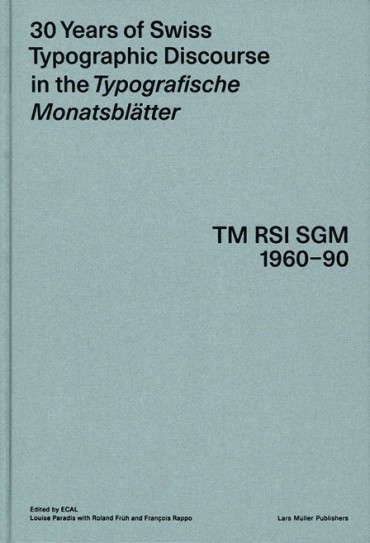 30 Years of Swiss
Typographic Discourse
in the Typografische
Monatsblätter
TM RSI SGM
1960–90
Edited by ECAL
Louise Paradis with Roland Früh and François Rappo
Lars Müller Publishers